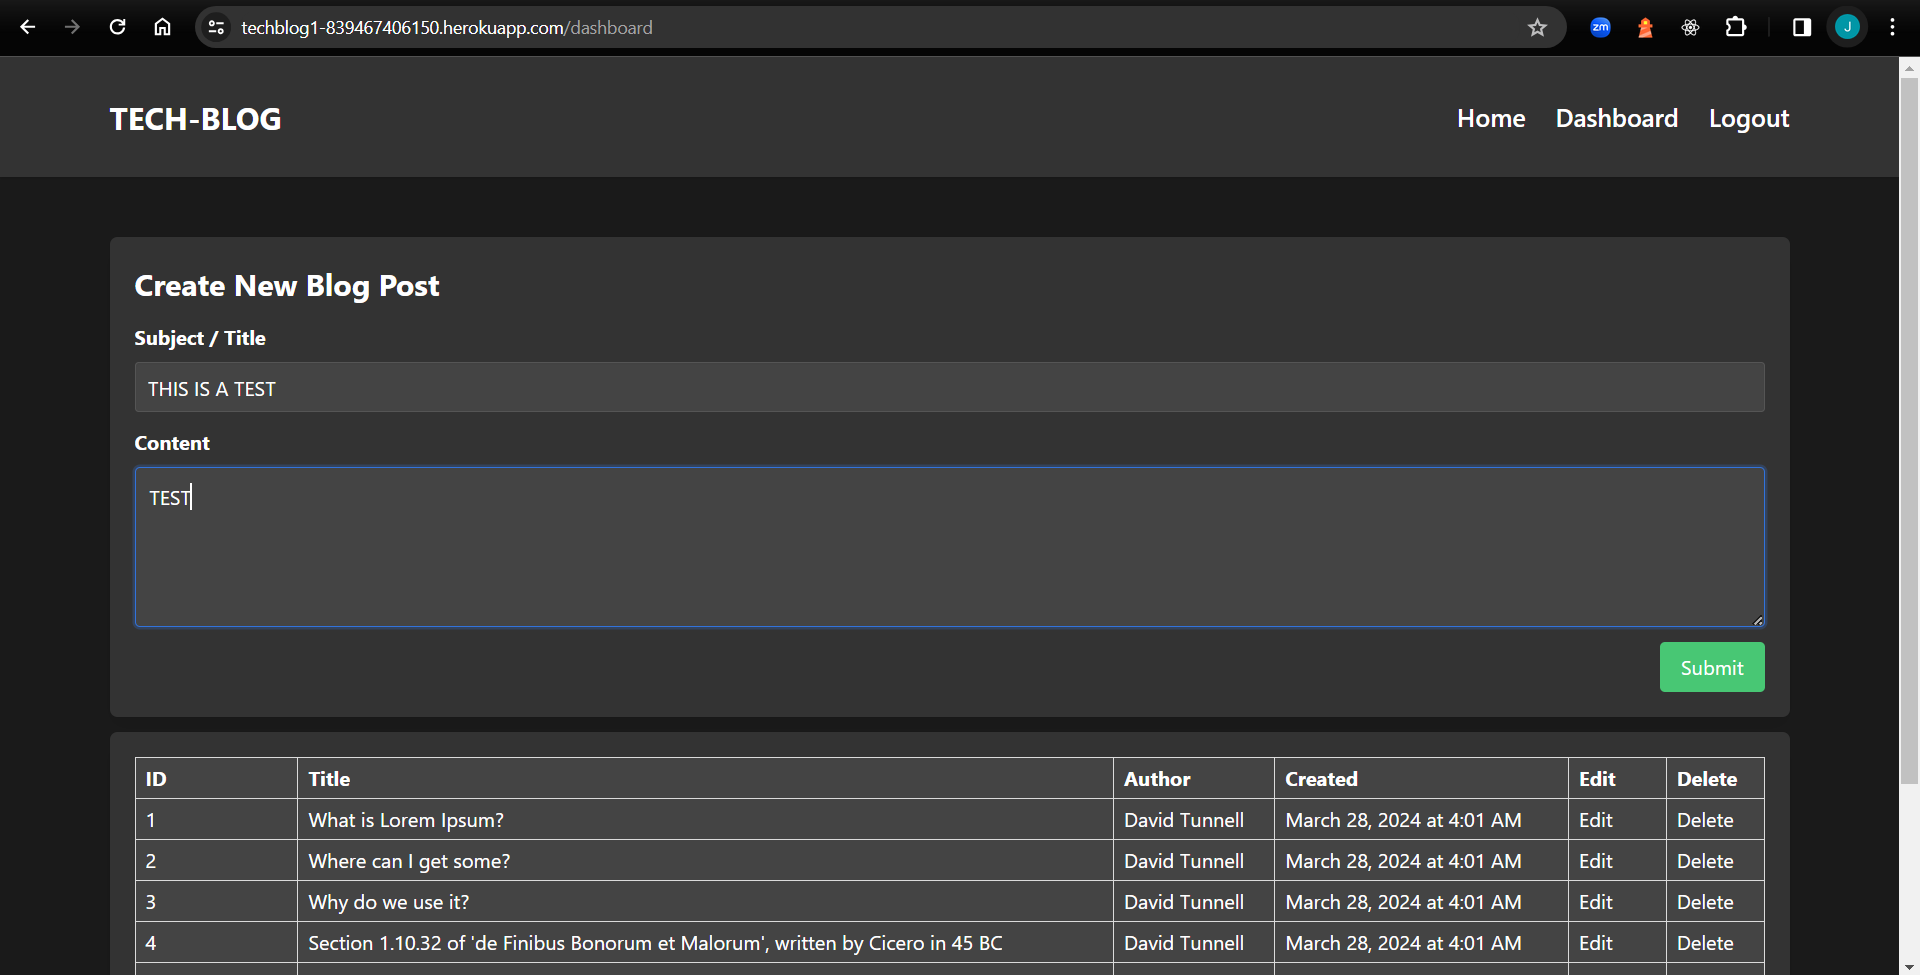 techblog1-839467406150.herokuapp.com/dashboard
zm
J
TECH-BLOG
Home Dashboard Logout
Create New Blog Post
Subject / Title
THIS IS A TEST
Content
TEST
Submit
ID Title Author Created Edit Delete
1 What is Lorem Ipsum? David Tunnell March 28, 2024 at 4:01 AM Edit Delete
2 Where can I get some? David Tunnell March 28, 2024 at 4:01 AM Edit Delete
3 Why do we use it? David Tunnell March 28, 2024 at 4:01 AM Edit Delete
4 Section 1.10.32 of 'de Finibus Bonorum et Malorum', written by Cicero in 45 BC David Tunnell March 28, 2024 at 4:01 AM Edit Delete